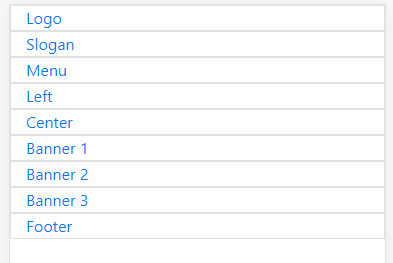 Logo
Slogan
Menu
Left
Center
Banner 1
Banner 2
Banner 3
Footer